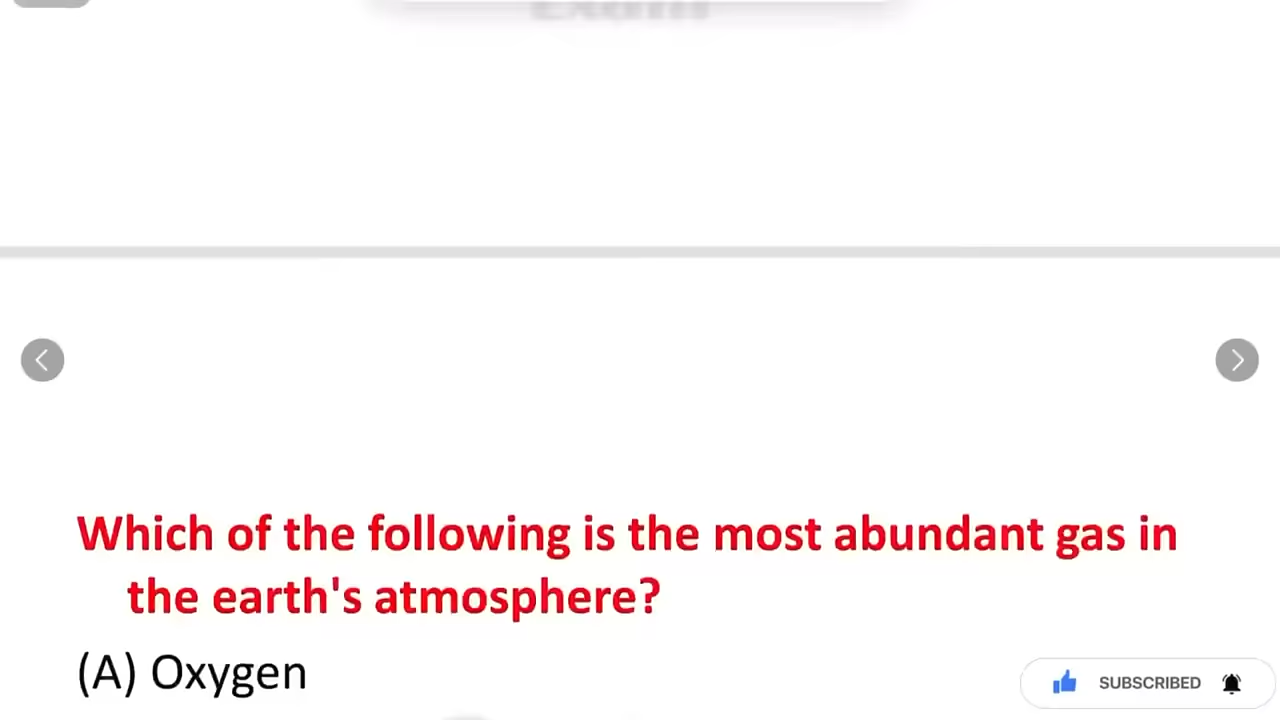 Which of the following is the most abundant gas in
the earth's atmosphere?
(A) Oxygen
SUBSCRIBED